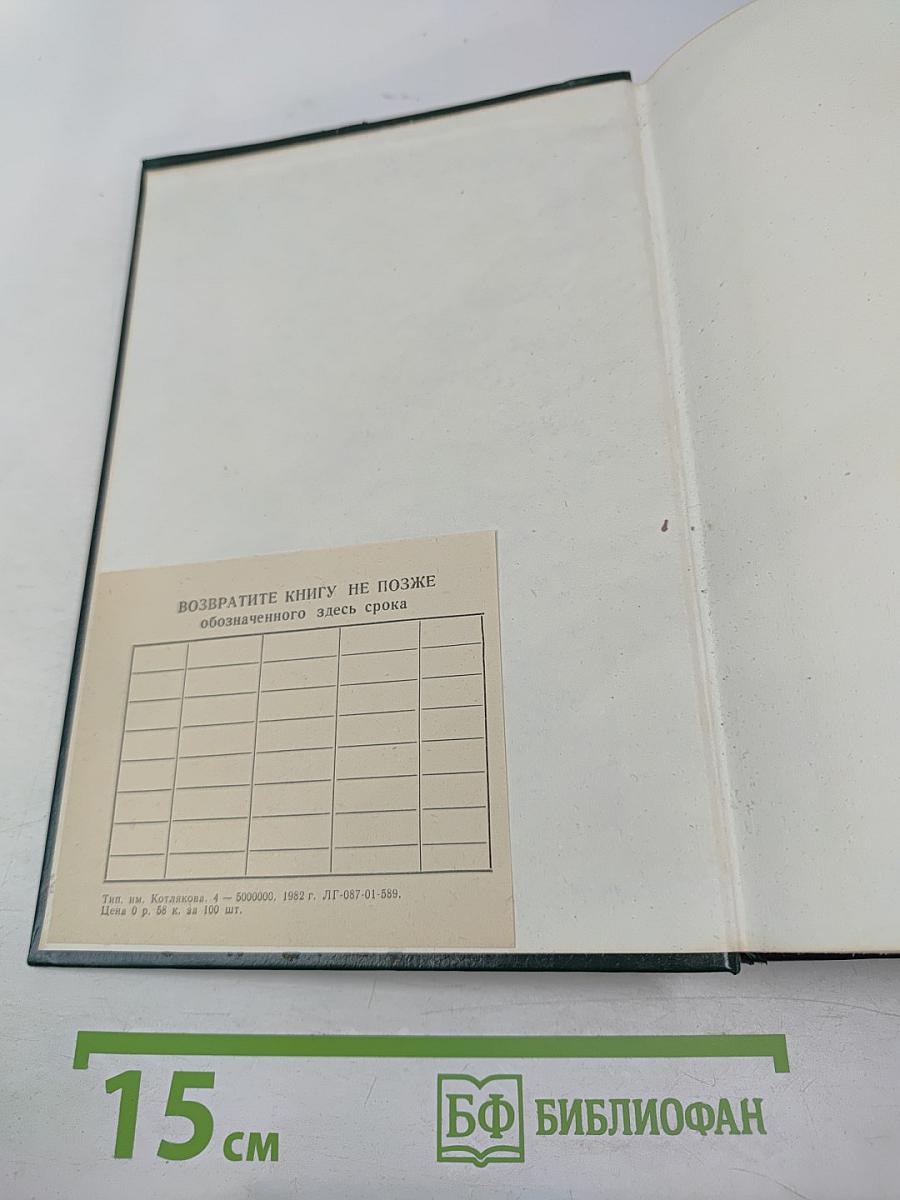 ВОЗВРАТИТЕ КНИГУ НЕ ПОЗЖЕ
обозначенного здесь срока
Тип. им. Котлякова. 4 — 5000000. 1982 г. ЛГ-087-01-589.
Цена 0 р. 58 к. за 100 шт.
15 см
БФ БИБЛИОФАН